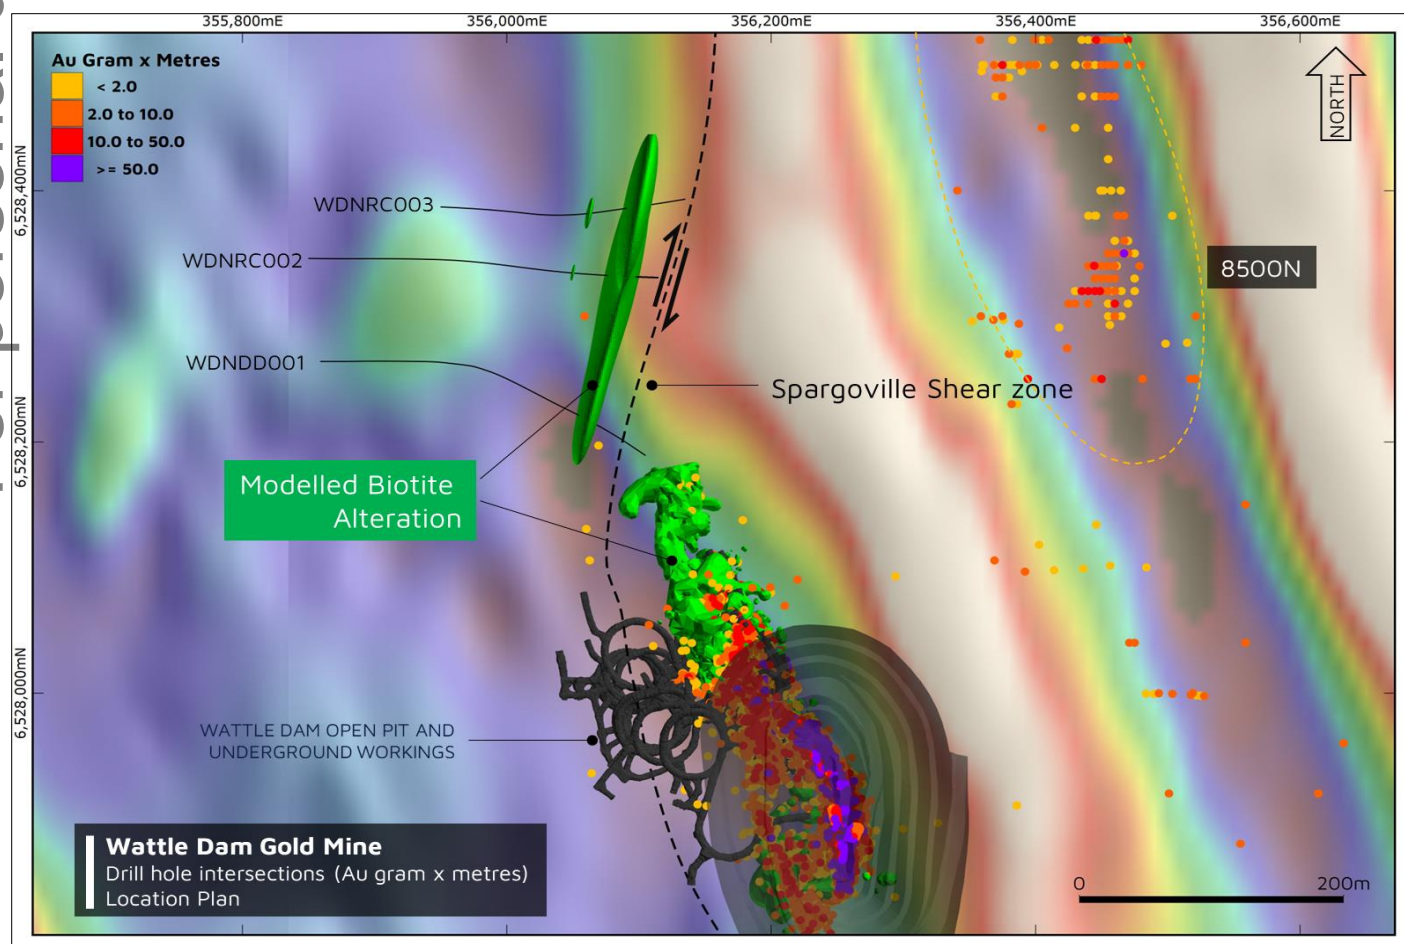 355,800mE
356,000mE
356,200mE
356,400mE
356,600mE
Au Gram x Metres
< 2.0
2.0 to 10.0
10.0 to 50.0
>= 50.0
NORTH
6,528,400mN
WDNRC003
WDNRC002
8500N
WDNDD001
Spargoville Shear zone
6,528,200mN
Modelled Biotite
Alteration
6,528,000mN
WATTLE DAM OPEN PIT AND
UNDERGROUND WORKINGS
Wattle Dam Gold Mine
Drill hole intersections (Au gram x metres)
Location Plan
0
200m